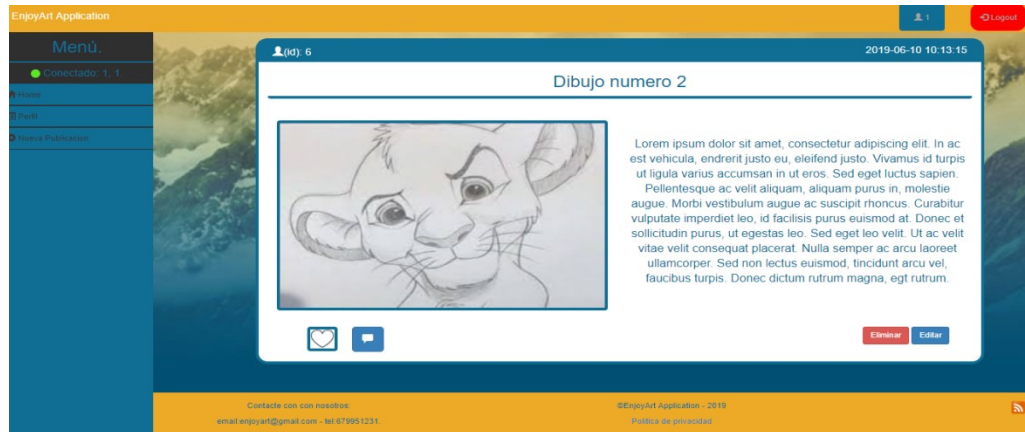 EnjoyArt Application
1
Logout
Menú.
Conectado: 1, 1.
Home
Perfil
Nueva Publicacion
(id): 6
2019-06-10 10:13:15
Dibujo numero 2
Lorem ipsum dolor sit amet, consectetur adipiscing elit. In ac
est vehicula, endrerit justo eu, eleifend justo. Vivamus id turpis
ut ligula varius accumsan in ut eros. Sed eget luctus sapien.
Pellentesque ac velit aliquam, aliquam purus in, molestie
augue. Morbi vestibulum augue ac suscipit rhoncus. Curabitur
vulputate imperdiet leo, id facilisis purus euismod at. Donec et
sollicitudin purus, ut egestas leo. Sed eget leo velit. Ut ac velit
vitae velit consequat placerat. Nulla semper ac arcu laoreet
ullamcorper. Sed non lectus euismod, tincidunt arcu vel,
faucibus turpis. Donec dictum rutrum magna, egt rutrum.
Eliminar
Editar
Contacte con con nosotros.
email:enjoyart@gmail.com - tel:679951231.
©EnjoyArt Application - 2019
Politica de privacidad